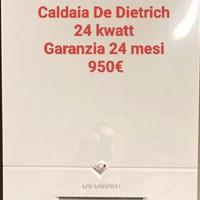 Caldaia De Dietrich
24 kwatt
Garanzia 24 mesi
950€
De Dietrich